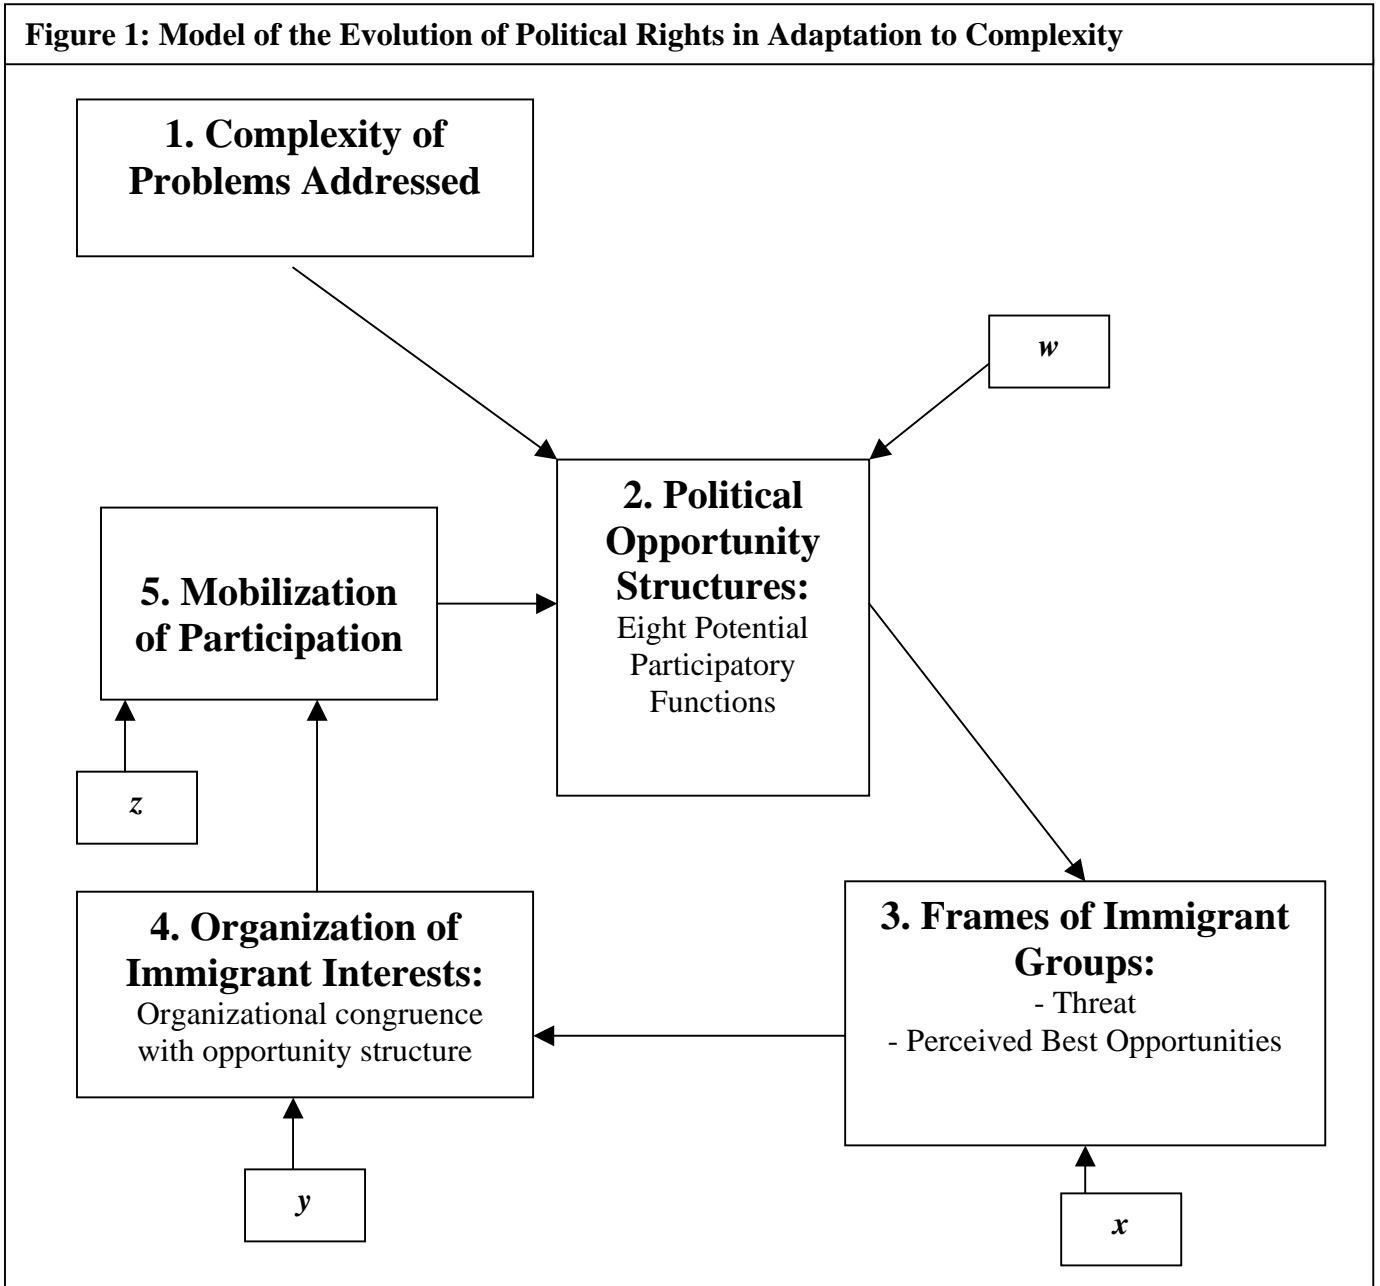 Figure 1: Model of the Evolution of Political Rights in Adaptation to Complexity
1. Complexity of
Problems Addressed
w
2. Political
Opportunity
Structures:
Eight Potential
Participatory
Functions
5. Mobilization
of Participation
z
3. Frames of Immigrant
Groups:
- Threat
- Perceived Best Opportunities
4. Organization of
Immigrant Interests:
Organizational congruence
with opportunity structure
y
x